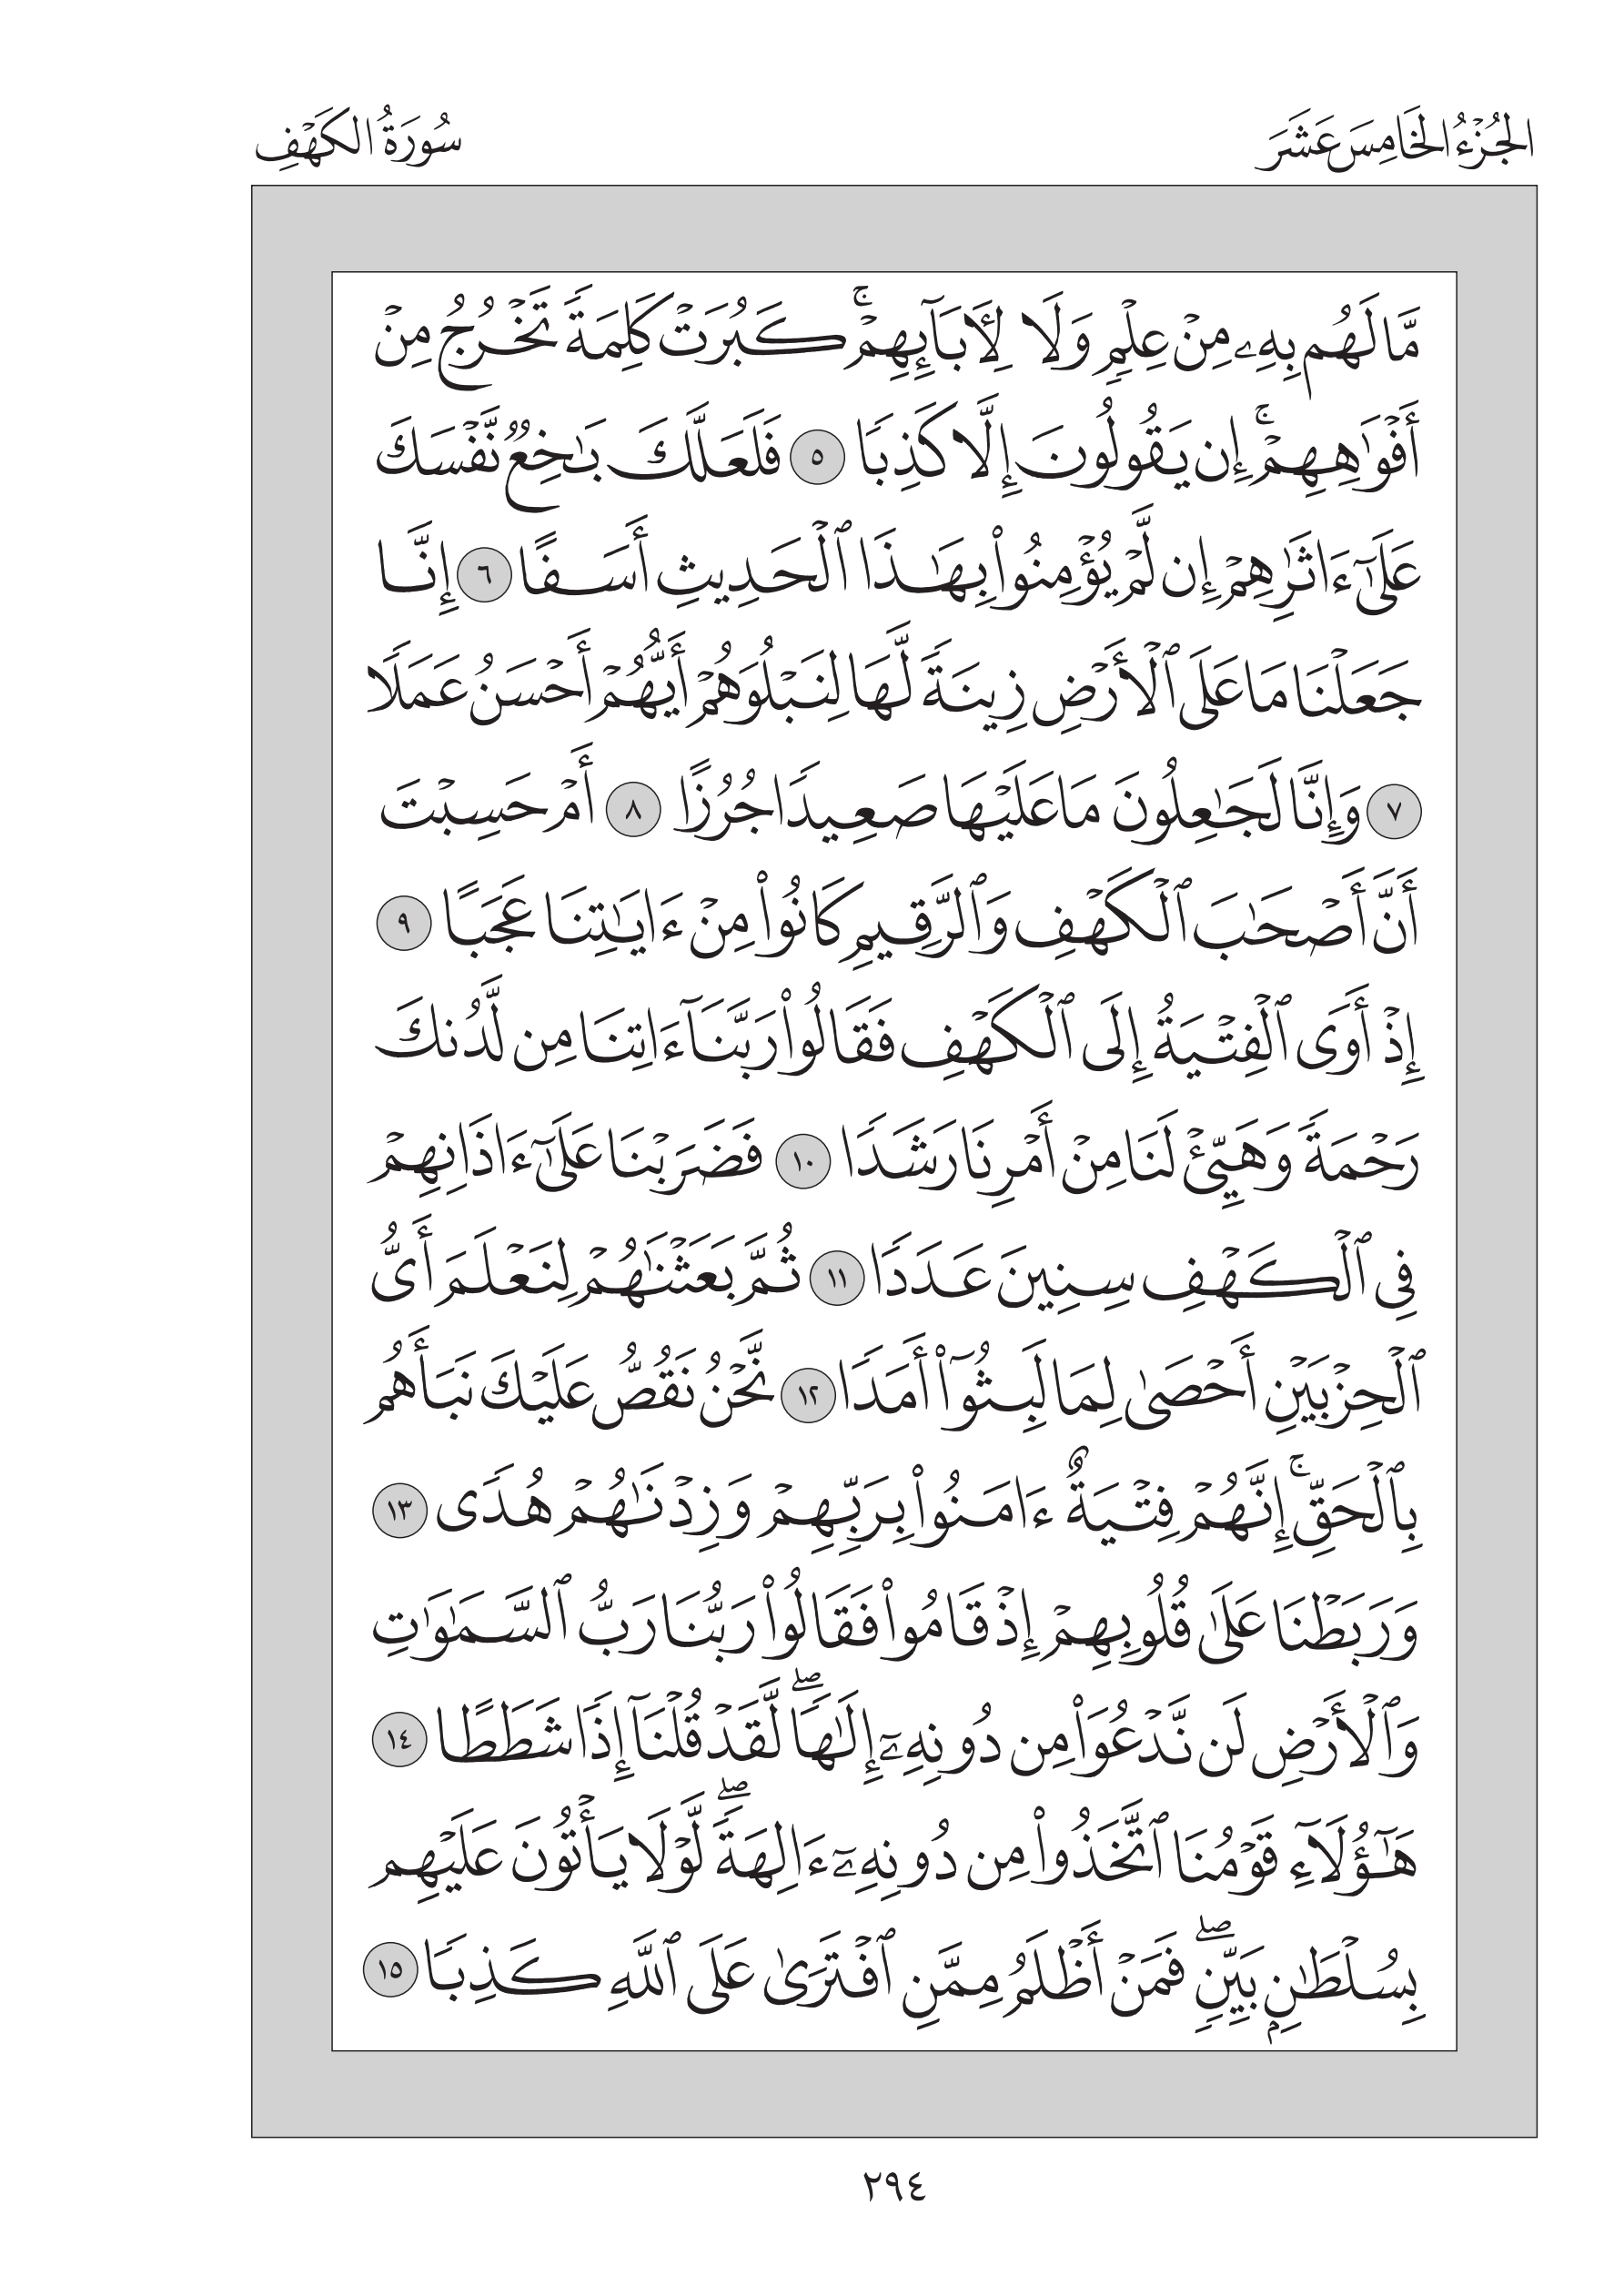 الجُزْءُ الخَامِسَ عَشَرَ
سُورَةُ الكَهْفِ
مَّا لَهُم بِهِۦ مِنْ عِلْمٍ وَلَا لِأَبَآئِهِمْۚ كَبُرَتْ كَلِمَةً تَخْرُجُ مِنْ
أَفْوَٰهِهِمْۚ إِن يَقُولُونَ إِلَّا كَذِبًا ٥ فَلَعَلَّكَ بَٰخِعٌ نَّفْسَكَ
عَلَىٰٓ ءَاثَٰرِهِمْ إِن لَّمْ يُؤْمِنُوا۟ بِهَٰذَا ٱلْحَدِيثِ أَسَفًا ٦ إِنَّا
جَعَلْنَا مَا عَلَى ٱلْأَرْضِ زِينَةً لَّهَا لِنَبْلُوَهُمْ أَيُّهُمْ أَحْسَنُ عَمَلًا
٧ وَإِنَّا لَجَٰعِلُونَ مَا عَلَيْهَا صَعِيدًا جُرُزًا ٨ أَمْ حَسِبْتَ
أَنَّ أَصْحَٰبَ ٱلْكَهْفِ وَٱلرَّقِيمِ كَانُوا۟ مِنْ ءَايَٰتِنَا عَجَبًا ٩
إِذْ أَوَى ٱلْفِتْيَةُ إِلَى ٱلْكَهْفِ فَقَالُوا۟ رَبَّنَآ ءَاتِنَا مِن لَّدُنكَ
رَحْمَةً وَهَيِّئْ لَنَا مِنْ أَمْرِنَا رَشَدًا ١٠ فَضَرَبْنَا عَلَىٰٓ ءَاذَانِهِمْ
فِى ٱلْكَهْفِ سِنِينَ عَدَدًا ١١ ثُمَّ بَعَثْنَٰهُمْ لِنَعْلَمَ أَىُّ
ٱلْحِزْبَيْنِ أَحْصَىٰ لِمَا لَبِثُوٓا۟ أَمَدًا ١٢ نَّحْنُ نَقُصُّ عَلَيْكَ نَبَأَهُم
بِٱلْحَقِّۚ إِنَّهُمْ فِتْيَةٌ ءَامَنُوا۟ بِرَبِّهِمْ وَزِدْنَٰهُمْ هُدًى ١٣
وَرَبَطْنَا عَلَىٰ قُلُوبِهِمْ إِذْ قَامُوا۟ فَقَالُوا۟ رَبُّنَا رَبُّ ٱلسَّمَٰوَٰتِ
وَٱلْأَرْضِ لَن نَّدْعُوَا۟ مِن دُونِهِۦٓ إِلَٰهًاۖ لَّقَدْ قُلْنَآ إِذًا شَطَطًا ١٤
هَٰٓؤُلَآءِ قَوْمُنَا ٱتَّخَذُوا۟ مِن دُونِهِۦٓ ءَالِهَةًۖ لَّوْلَا يَأْتُونَ عَلَيْهِم
بِسُلْطَٰنٍۭ بَيِّنٍۖ فَمَنْ أَظْلَمُ مِمَّنِ ٱفْتَرَىٰ عَلَى ٱللَّهِ كَذِبًا ١٥
٢٩٤